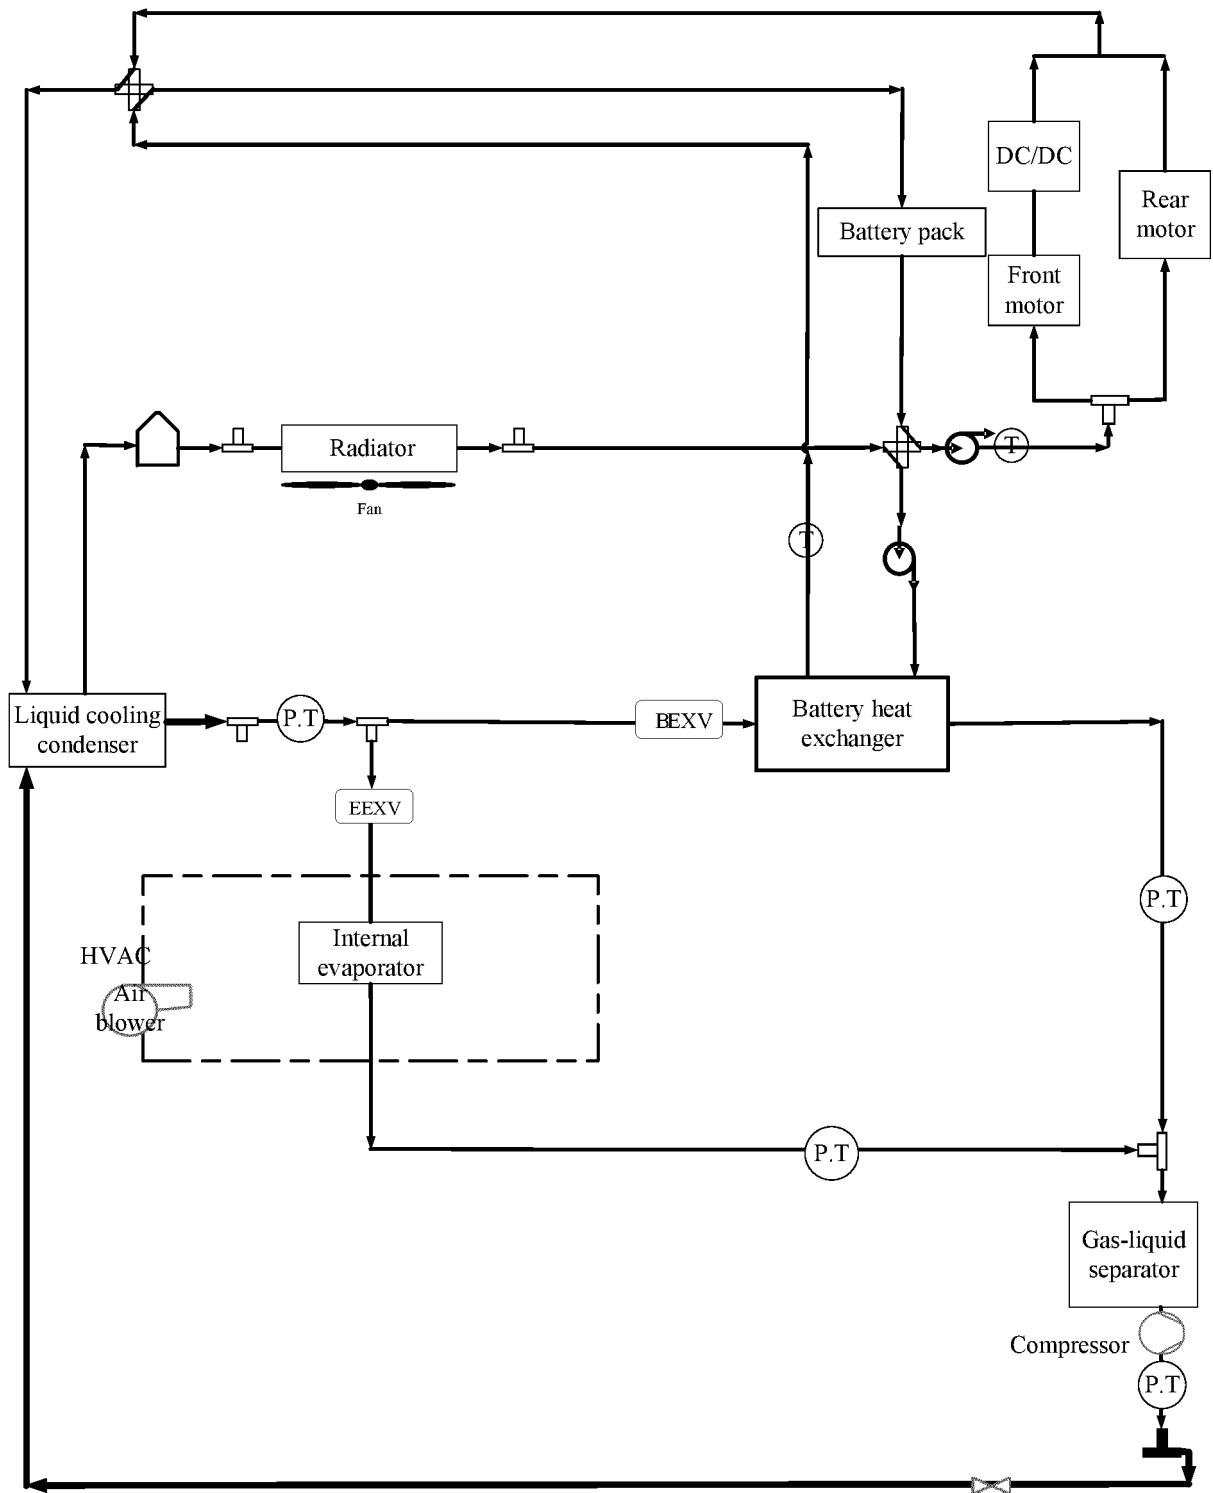 DC/DC
Rear
motor
Battery pack
Front
motor
Radiator
T
Fan
T
Liquid cooling
condenser
P.T
BEXV
Battery heat
exchanger
EEXV
P.T
Internal
evaporator
HVAC
Air
blower
P.T
Gas-liquid
separator
Compressor
P.T